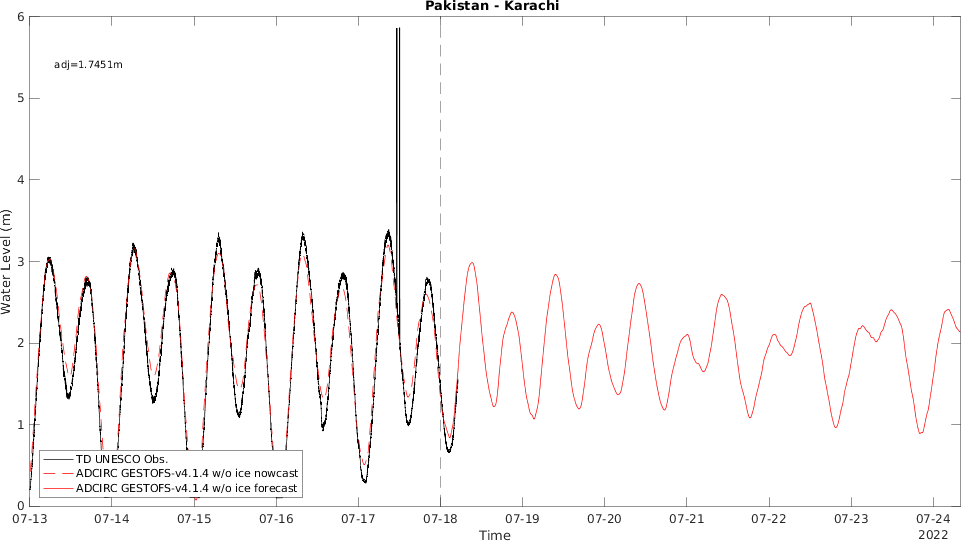 Pakistan - Karachi
adj=1.7451m
Water Level (m)
6
5
4
3
2
1
0
TD UNESCO Obs.
ADCIRC GESTOFS-v4.1.4 w/o ice nowcast
ADCIRC GESTOFS-v4.1.4 w/o ice forecast
07-13 07-14 07-15 07-16 07-17 07-18 07-19 07-20 07-21 07-22 07-23 07-24
Time
2022